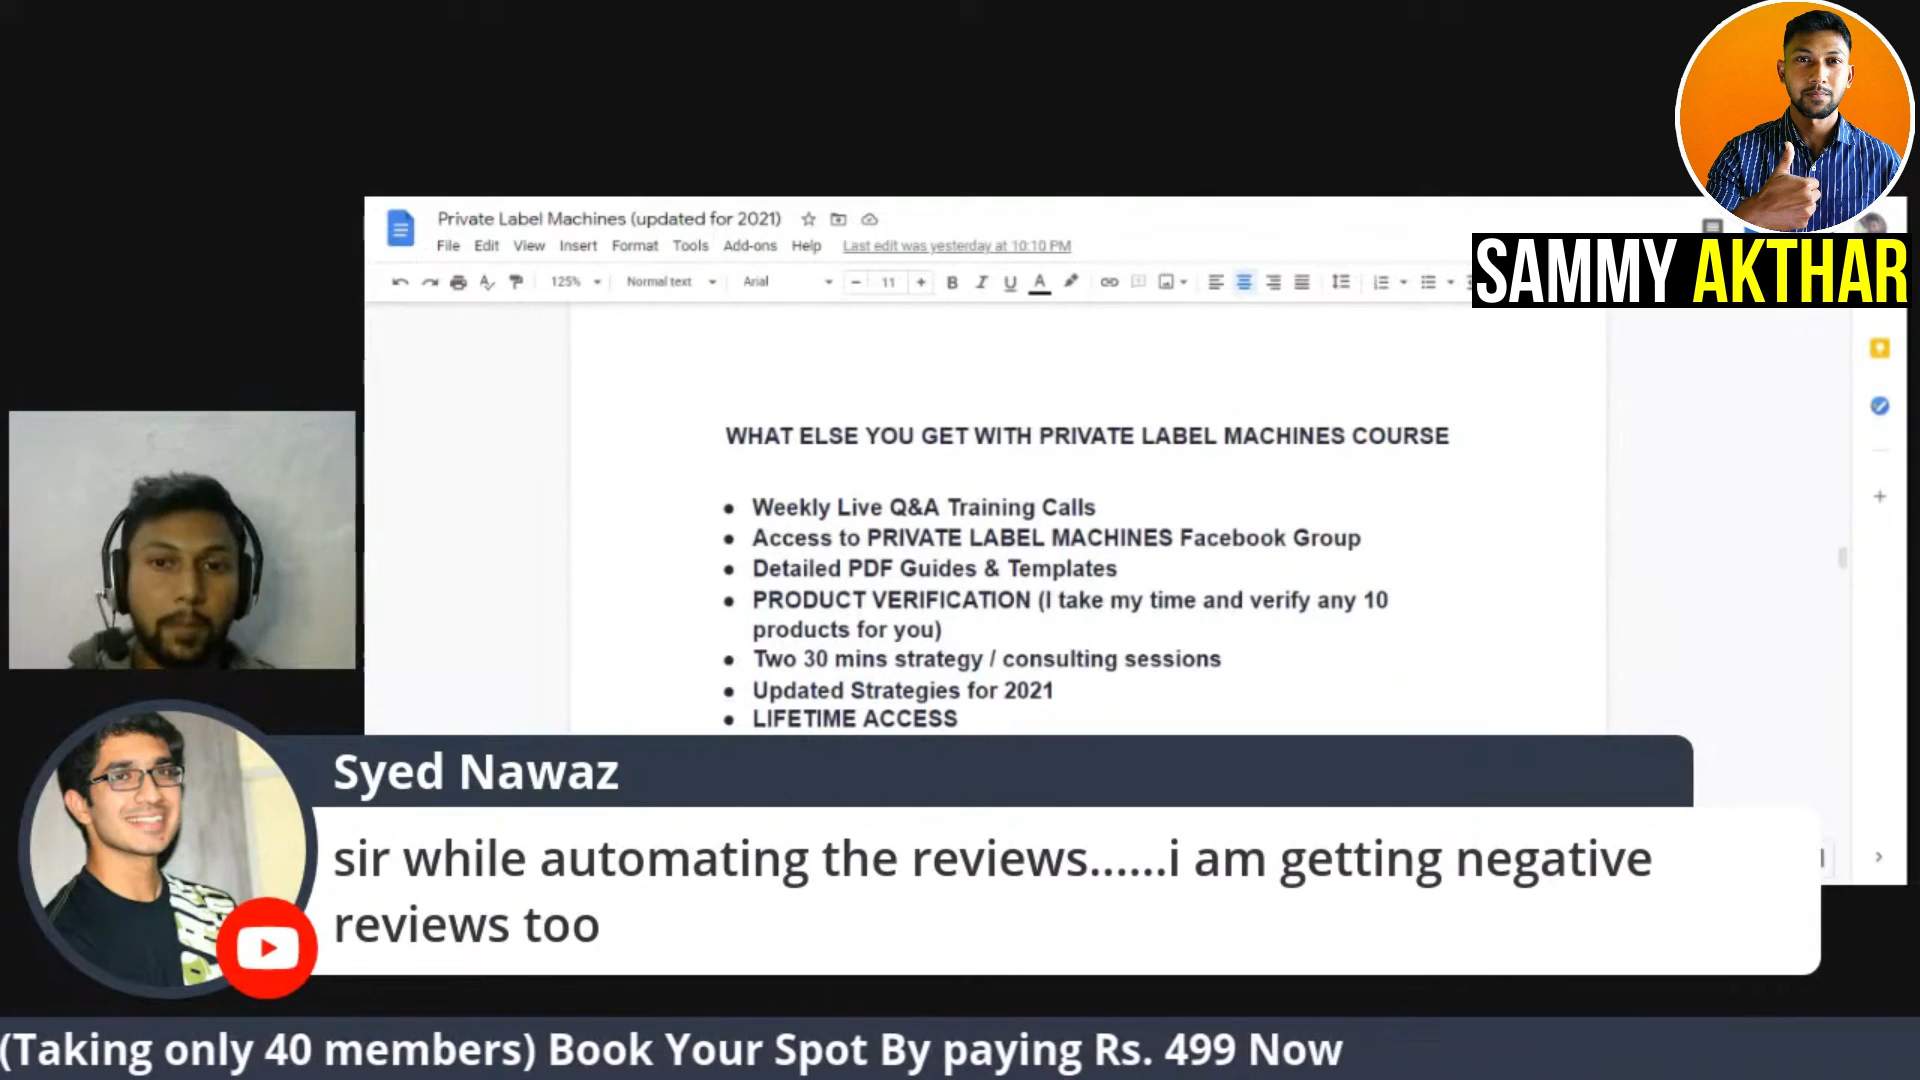 SAMMY AKTHAR
Private Label Machines (updated for 2021)
File Edit View Insert Format Tools Add-ons Help Last edit was yesterday at 10:10 PM
125% Normal text Arial 11 B I U A
WHAT ELSE YOU GET WITH PRIVATE LABEL MACHINES COURSE
● Weekly Live Q&A Training Calls
● Access to PRIVATE LABEL MACHINES Facebook Group
● Detailed PDF Guides & Templates
● PRODUCT VERIFICATION (I take my time and verify any 10
products for you)
● Two 30 mins strategy / consulting sessions
● Updated Strategies for 2021
● LIFETIME ACCESS
Syed Nawaz
sir while automating the reviews......i am getting negative
reviews too
(Taking only 40 members) Book Your Spot By paying Rs. 499 Now